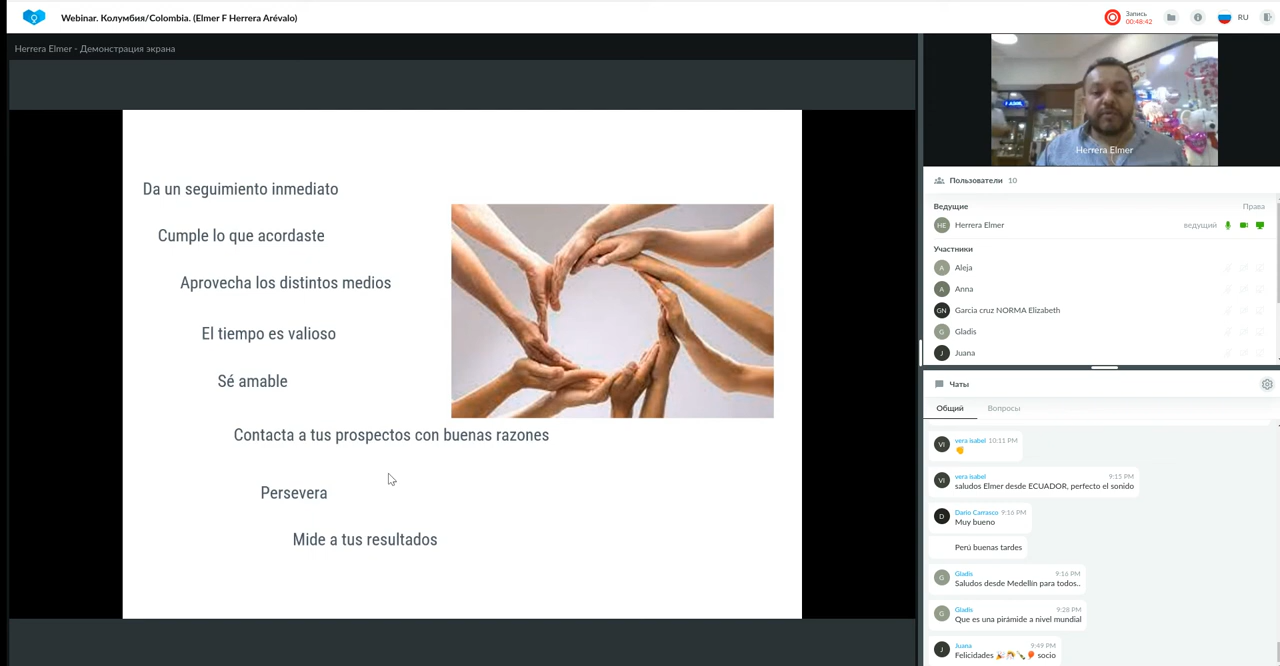 Webinar. Колумбия/Colombia. (Elmer F Herrera Arévalo)
Запись
00:48:42
RU
Herrera Elmer - Демонстрация экрана
Da un seguimiento inmediato
Cumple lo que acordaste
Aprovecha los distintos medios
El tiempo es valioso
Sé amable
Contacta a tus prospectos con buenas razones
Persevera
Mide a tus resultados
Herrera Elmer
Пользователи 10
Ведущие Права
HE Herrera Elmer ведущий
Участники
A Aleja
A Anna
GN Garcia cruz NORMA Elizabeth
G Gladis
J Juana
Чаты
Общий Вопросы
VI vera isabel 10:11 PM
VI vera isabel 9:15 PM
saludos Elmer desde ECUADOR, perfecto el sonido
D Dario Carrasco 9:16 PM
Muy bueno
Perú buenas tardes
G Gladis 9:16 PM
Saludos desde Medellín para todos..
G Gladis 9:28 PM
Que es una pirámide a nivel mundial
J Juana 9:49 PM
Felicidades 🎉🎊🍾🎈 socio